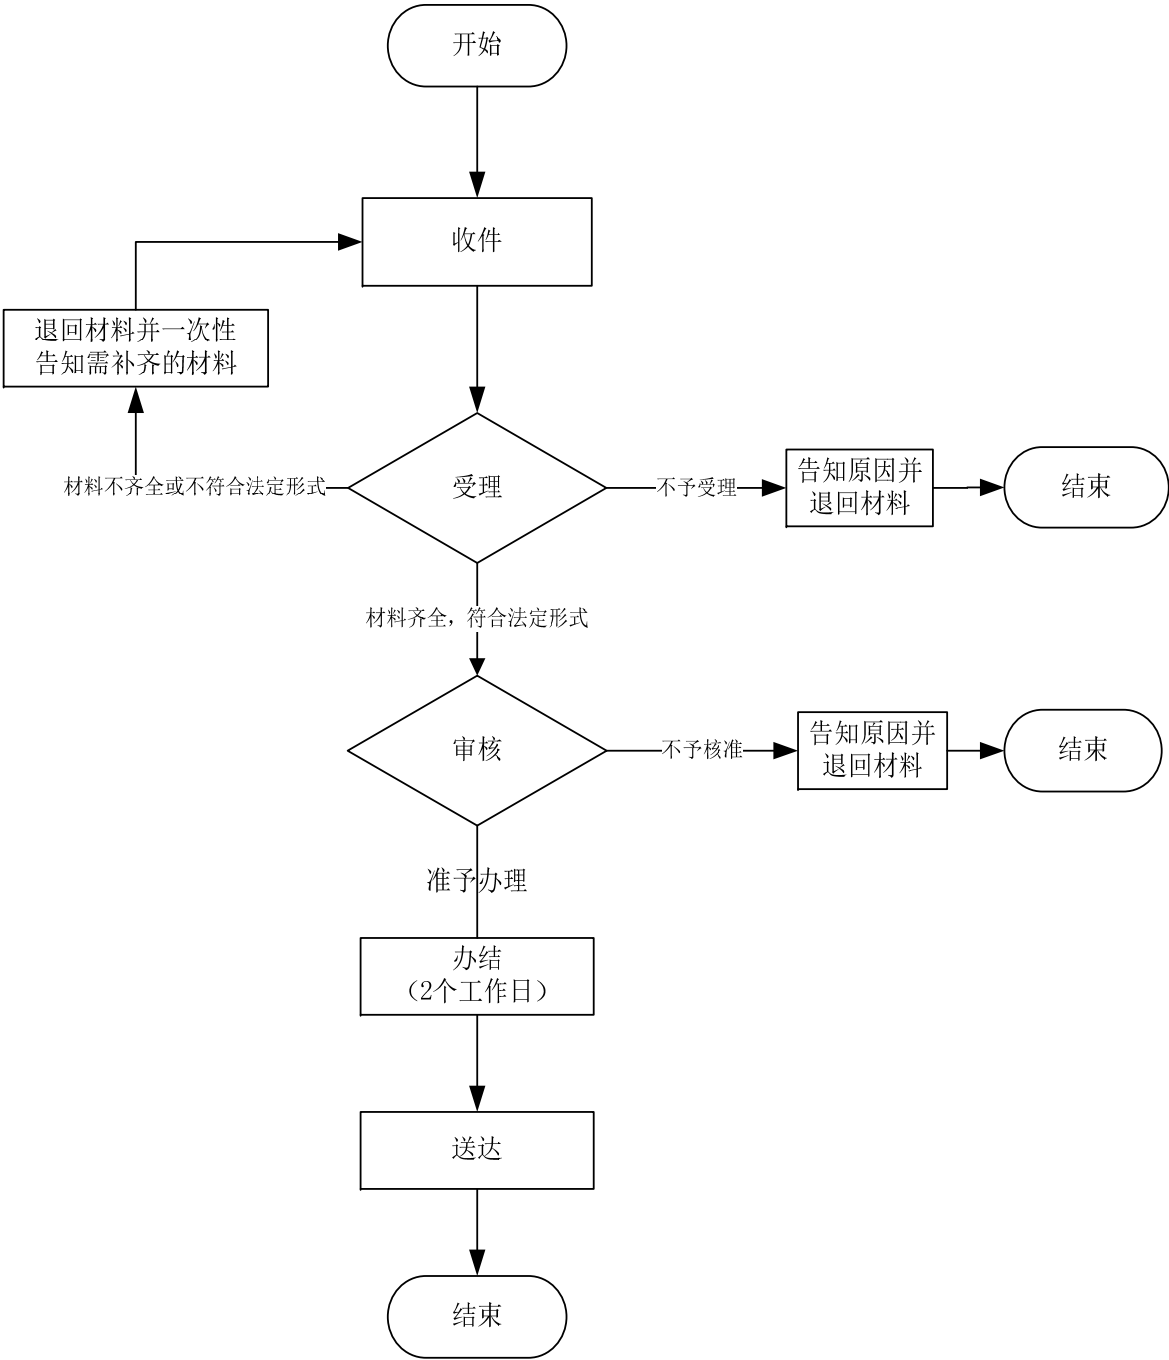 开始
收件
退回材料并一次性
告知需补齐的材料
材料不齐全或不符合法定形式
受理
不予受理
告知原因并
退回材料
结束
材料齐全，符合法定形式
审核
不予核准
告知原因并
退回材料
结束
准予办理
办结
（2个工作日）
送达
结束